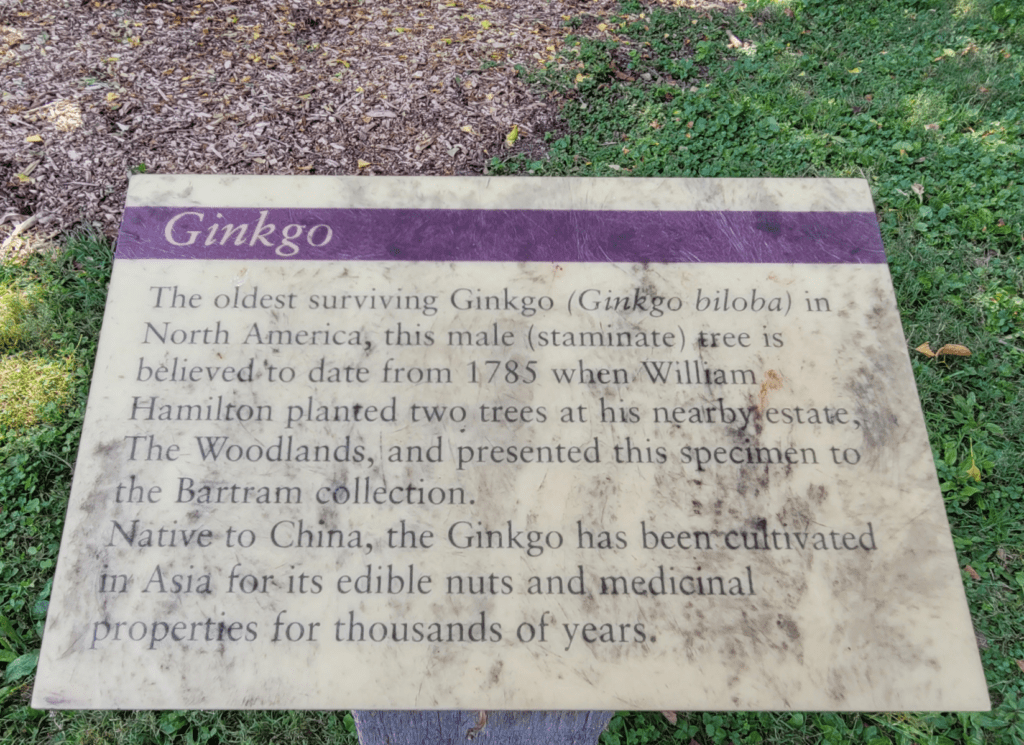 Ginkgo
The oldest surviving Ginkgo (Ginkgo biloba) in
North America, this male (staminate) tree is
believed to date from 1785 when William
Hamilton planted two trees at his nearby estate,
The Woodlands, and presented this specimen to
the Bartram collection.
Native to China, the Ginkgo has been cultivated
in Asia for its edible nuts and medicinal
properties for thousands of years.